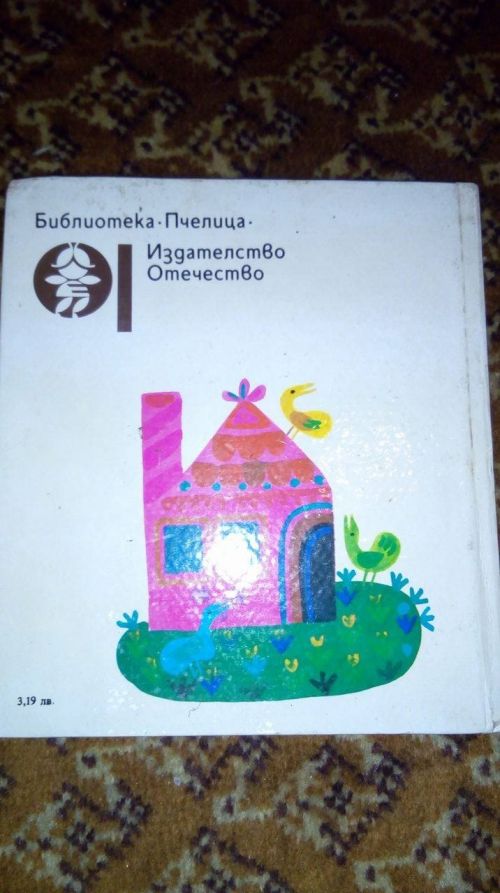 Библиотека · Пчелица ·
Издателство
Отечество
3,19 лв.